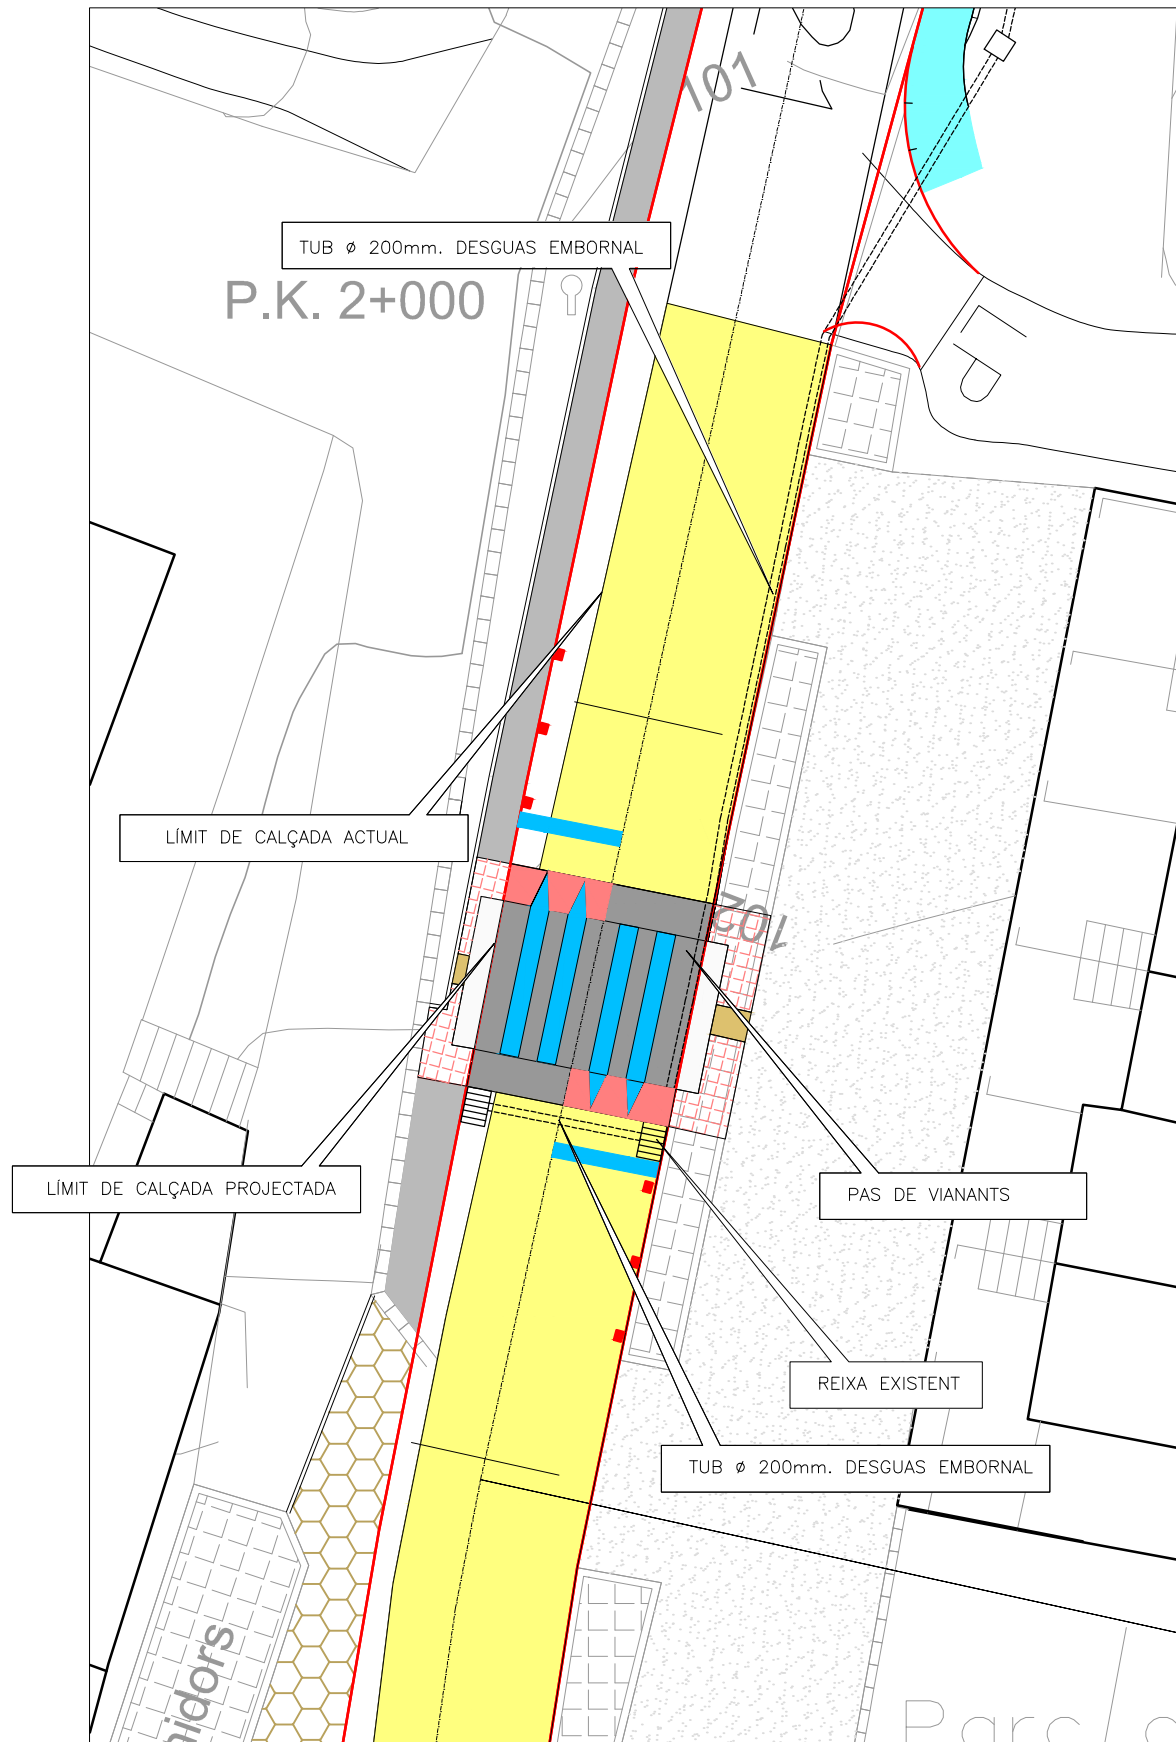 101
TUB ø 200mm. DESGUAS EMBORNAL
P.K. 2+000
LÍMIT DE CALÇADA ACTUAL
102
LÍMIT DE CALÇADA PROJECTADA
PAS DE VIANANTS
REIXA EXISTENT
TUB ø 200mm. DESGUAS EMBORNAL